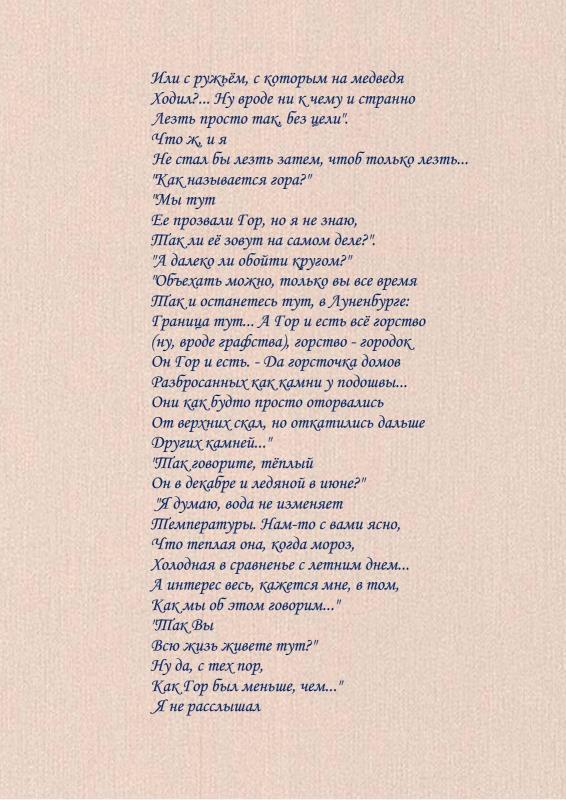 Или с ружьём, с которым на медведя
Ходил?... Ну вроде ни к чему и странно
Лезть просто так, без цели".
Что ж, и я
Не стал бы лезть затем, чтоб только лезть...
"Как называется гора?"
"Мы тут
Ее прозвали Гор, но я не знаю,
Так ли её зовут на самом деле?".
"А далеко ли обойти кругом?"
"Объехать можно, только вы все время
Так и останетесь тут, в Луненбурге:
Граница тут... А Гор и есть всё горство
(ну, вроде графства), горство - городок
Он Гор и есть. - Да горсточка домов
Разбросанных как камни у подошвы...
Они как будто просто оторвались
От верхних скал, но откатились дальше
Других камней..."
"Так говорите, тёплый
Он в декабре и ледяной в июне?"
"Я думаю, вода не изменяет
Температуры. Нам-то с вами ясно,
Что теплая она, когда мороз,
Холодная в сравненье с летним днем...
А интерес весь, кажется мне, в том,
Как мы об этом говорим..."
"Так Вы
Всю жизь живете тут?"
Ну да, с тех пор,
Как Гор был меньше, чем..."
Я не расслышал